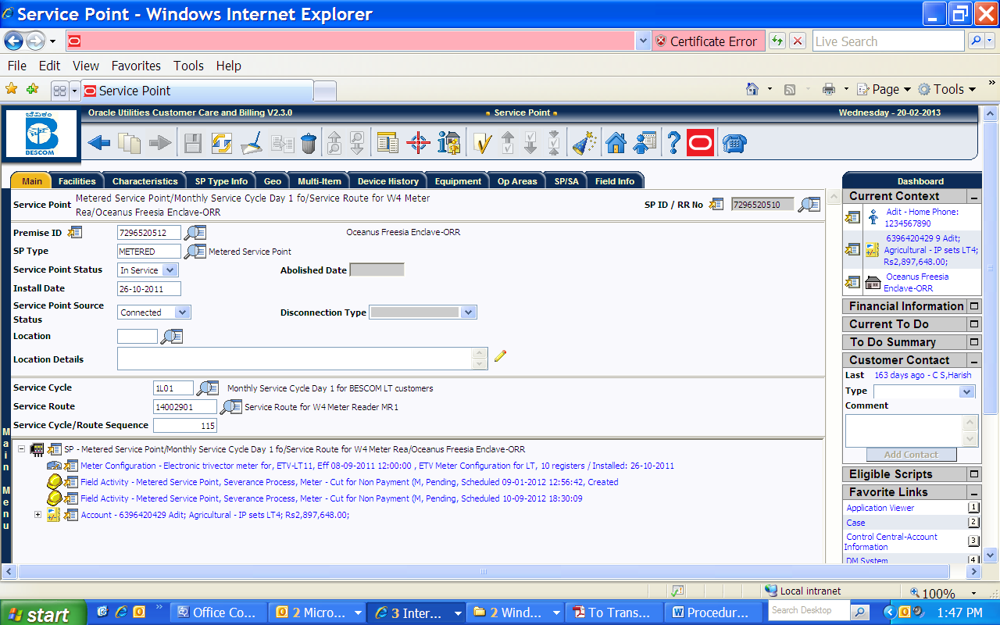 Service Point - Windows Internet Explorer
Certificate Error
Live Search
File Edit View Favorites Tools Help
Service Point
Page Tools »
ಬೆವಿಕಂ
BESCOM
Oracle Utilities Customer Care and Billing V2.3.0
Service Point
Wednesday - 20-02-2013
Main Facilities Characteristics SP Type Info Geo Multi-Item Device History Equipment Op Areas SP/SA Field Info
Service Point Metered Service Point/Monthly Service Cycle Day 1 fo/Service Route for W4 Meter
Rea/Oceanus Freesia Enclave-ORR
SP ID / RR No 7296520510
Premise ID 7296520512 Oceanus Freesia Enclave-ORR
SP Type METERED Metered Service Point
Service Point Status In Service Abolished Date
Install Date 26-10-2011
Service Point Source
Status Connected Disconnection Type
Location
Location Details
Service Cycle 1L01 Monthly Service Cycle Day 1 for BESCOM LT customers
Service Route 14002901 Service Route for W4 Meter Reader MR1
Service Cycle/Route Sequence 115
SP - Metered Service Point/Monthly Service Cycle Day 1 fo/Service Route for W4 Meter Rea/Oceanus Freesia Enclave-ORR
Meter Configuration - Electronic trivector meter for, ETV-LT11, Eff 08-09-2011 12:00:00 , ETV Meter Configuration for LT, 10 registers / Installed: 26-10-2011
Field Activity - Metered Service Point, Severance Process, Meter - Cut for Non Payment (M, Pending, Scheduled 09-01-2012 12:56:42, Created
Field Activity - Metered Service Point, Severance Process, Meter - Cut for Non Payment (M, Pending, Scheduled 10-09-2012 18:30:09
Account - 6396420429 Adit; Agricultural - IP sets LT4; Rs2,897,648.00;
Main Menu
Dashboard
Current Context
Adit - Home Phone:
1234567890
6396420429 9 Adit;
Agricultural - IP sets LT4;
Rs2,897,648.00;
Oceanus Freesia
Enclave-ORR
Financial Information
Current To Do
To Do Summary
Customer Contact
Last 163 days ago - C S,Harish
Type
Comment
Add Contact
Eligible Scripts
Favorite Links
Application Viewer 1
Case 2
Control Central-Account
Information 3
DM System 4
Local intranet
100%
start
Office Co...
2 Micro...
3 Inter...
2 Wind...
To Trans...
Procedur...
Search Desktop
1:47 PM